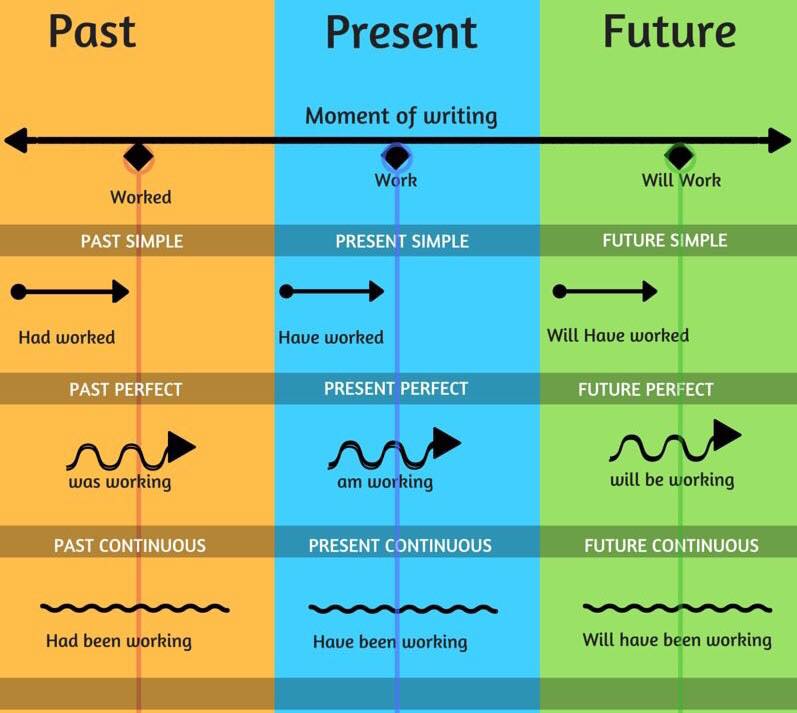 Past Present Future
Moment of writing
Worked Work Will Work
PAST SIMPLE PRESENT SIMPLE FUTURE SIMPLE
Had worked Have worked Will Have worked
PAST PERFECT PRESENT PERFECT FUTURE PERFECT
was working am working will be working
PAST CONTINUOUS PRESENT CONTINUOUS FUTURE CONTINUOUS
Had been working Have been working Will have been working